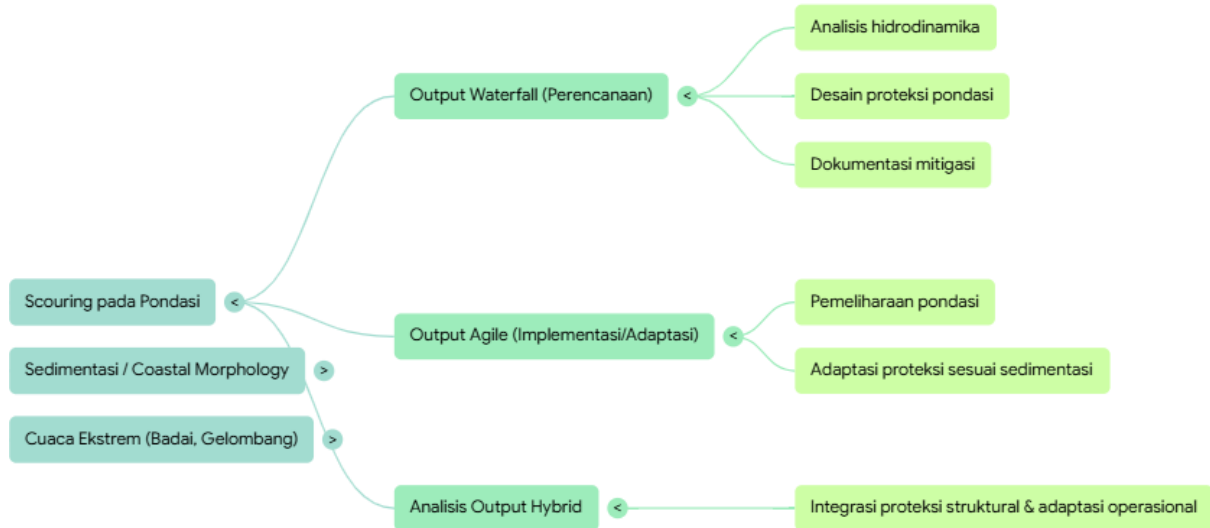 Scouring pada Pondasi
<
Output Waterfall (Perencanaan)
<
Analisis hidrodinamika
Desain proteksi pondasi
Dokumentasi mitigasi
Output Agile (Implementasi/Adaptasi)
<
Pemeliharaan pondasi
Adaptasi proteksi sesuai sedimentasi
Analisis Output Hybrid
<
Integrasi proteksi struktural & adaptasi operasional
Sedimentasi / Coastal Morphology
>
Cuaca Ekstrem (Badai, Gelombang)
>